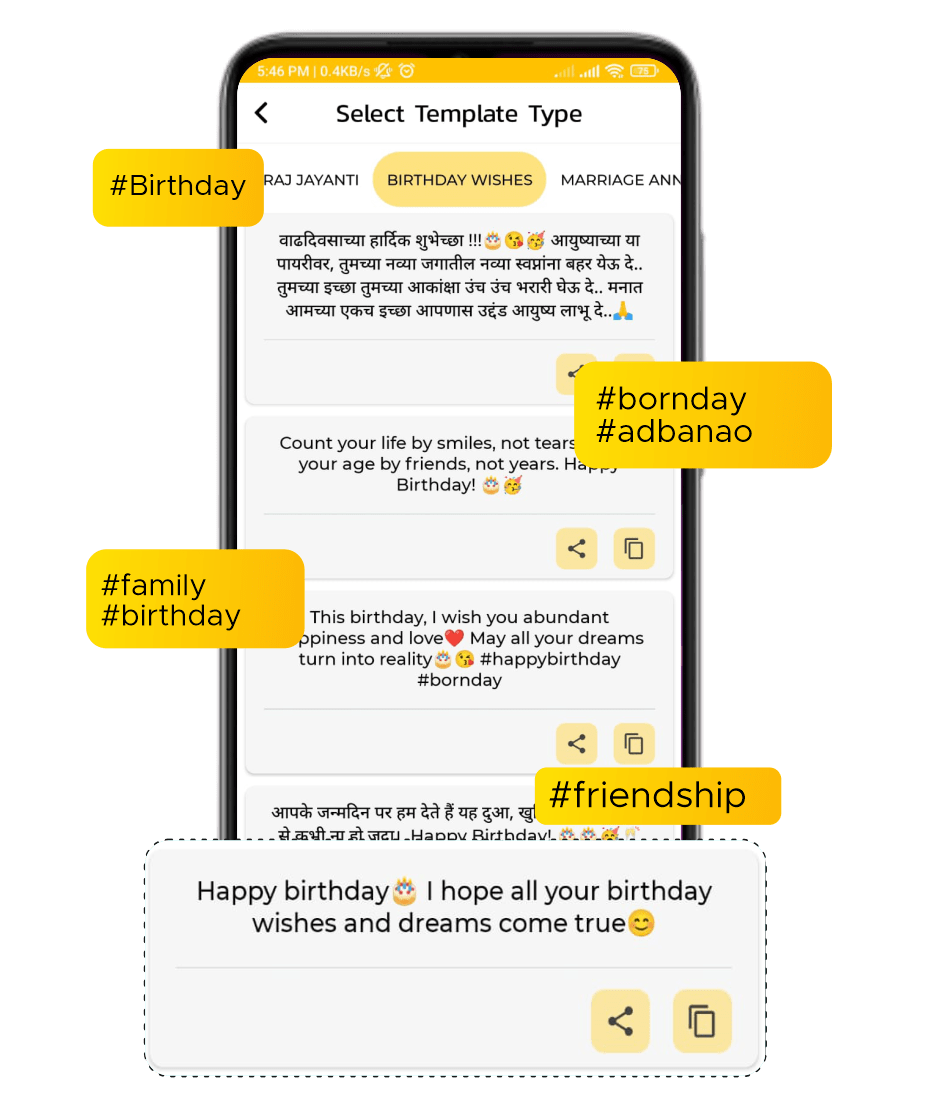 5:46 PM | 0.4KB/s
75
Select Template Type
#Birthday
RAJ JAYANTI
BIRTHDAY WISHES
MARRIAGE ANN
वाढदिवसाच्या हार्दिक शुभेच्छा !!!🎂😘🥳 आयुष्याच्या या
पायरीवर, तुमच्या नव्या जगातील नव्या स्वप्नांना बहर येऊ दे..
तुमच्या इच्छा तुमच्या आकांक्षा उंच उंच भरारी घेऊ दे.. मनात
आमच्या एकच इच्छा आपणास उदंड आयुष्य लाभू दे..🙏
#bornday
#adbanao
Count your life by smiles, not tears
your age by friends, not years. Happy
Birthday! 🎂🥳
#family
#birthday
This birthday, I wish you abundant
ppiness and love❤️ May all your dreams
turn into reality🎂😘 #happybirthday
#bornday
#friendship
आपके जन्मदिन पर हम देते हैं यह दुआ,
से कभी ना हो जुदा. Happy Birthday!
Happy birthday🎂 I hope all your birthday
wishes and dreams come true😊